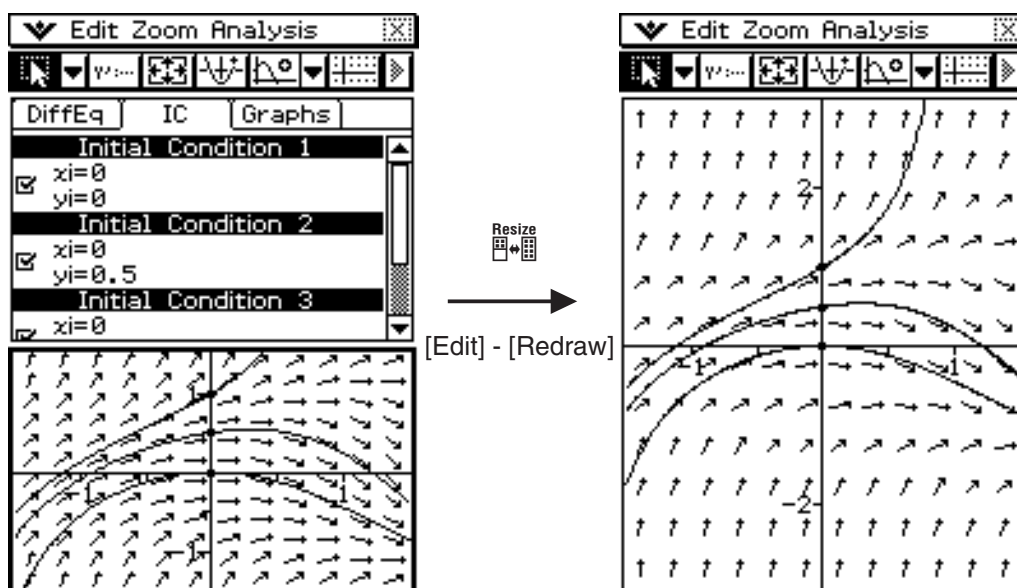 Edit Zoom Analysis
DiffEq IC Graphs
Initial Condition 1
xi=0
yi=0
Initial Condition 2
xi=0
yi=0.5
Initial Condition 3
xi=0
1
-1
1
-1
Resize
[Edit] - [Redraw]
Edit Zoom Analysis
2
-1
1
-2